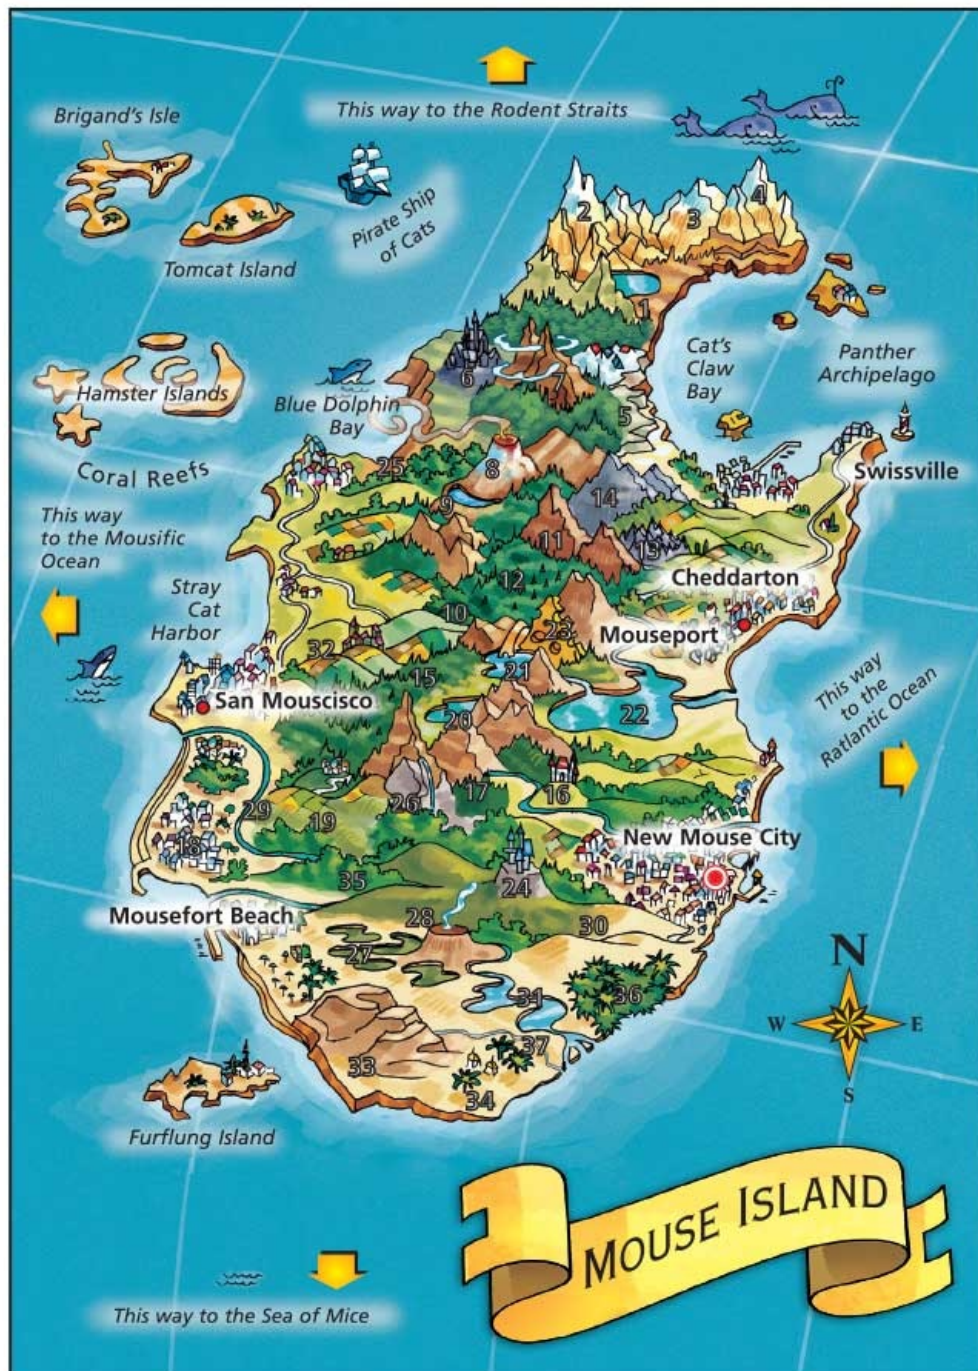 Brigand's Isle
This way to the Rodent Straits
Pirate Ship
of Cats
Tomcat Island
2
3
4
1
Cat's
Claw
Bay
Panther
Archipelago
Hamster Islands
Blue Dolphin
Bay
6
7
5
Coral Reefs
25
8
Swissville
This way
to the Mousific
Ocean
9
14
11
13
Stray
Cat
Harbor
12
Cheddarton
10
32
23
Mouseport
15
21
San Mouscisco
20
22
This way
to the
Ratlantic Ocean
26
17
16
29
19
18
New Mouse City
35
24
Mousefort Beach
28
30
27
N
31
36
W
E
33
37
S
34
Furflung Island
MOUSE ISLAND
This way to the Sea of Mice